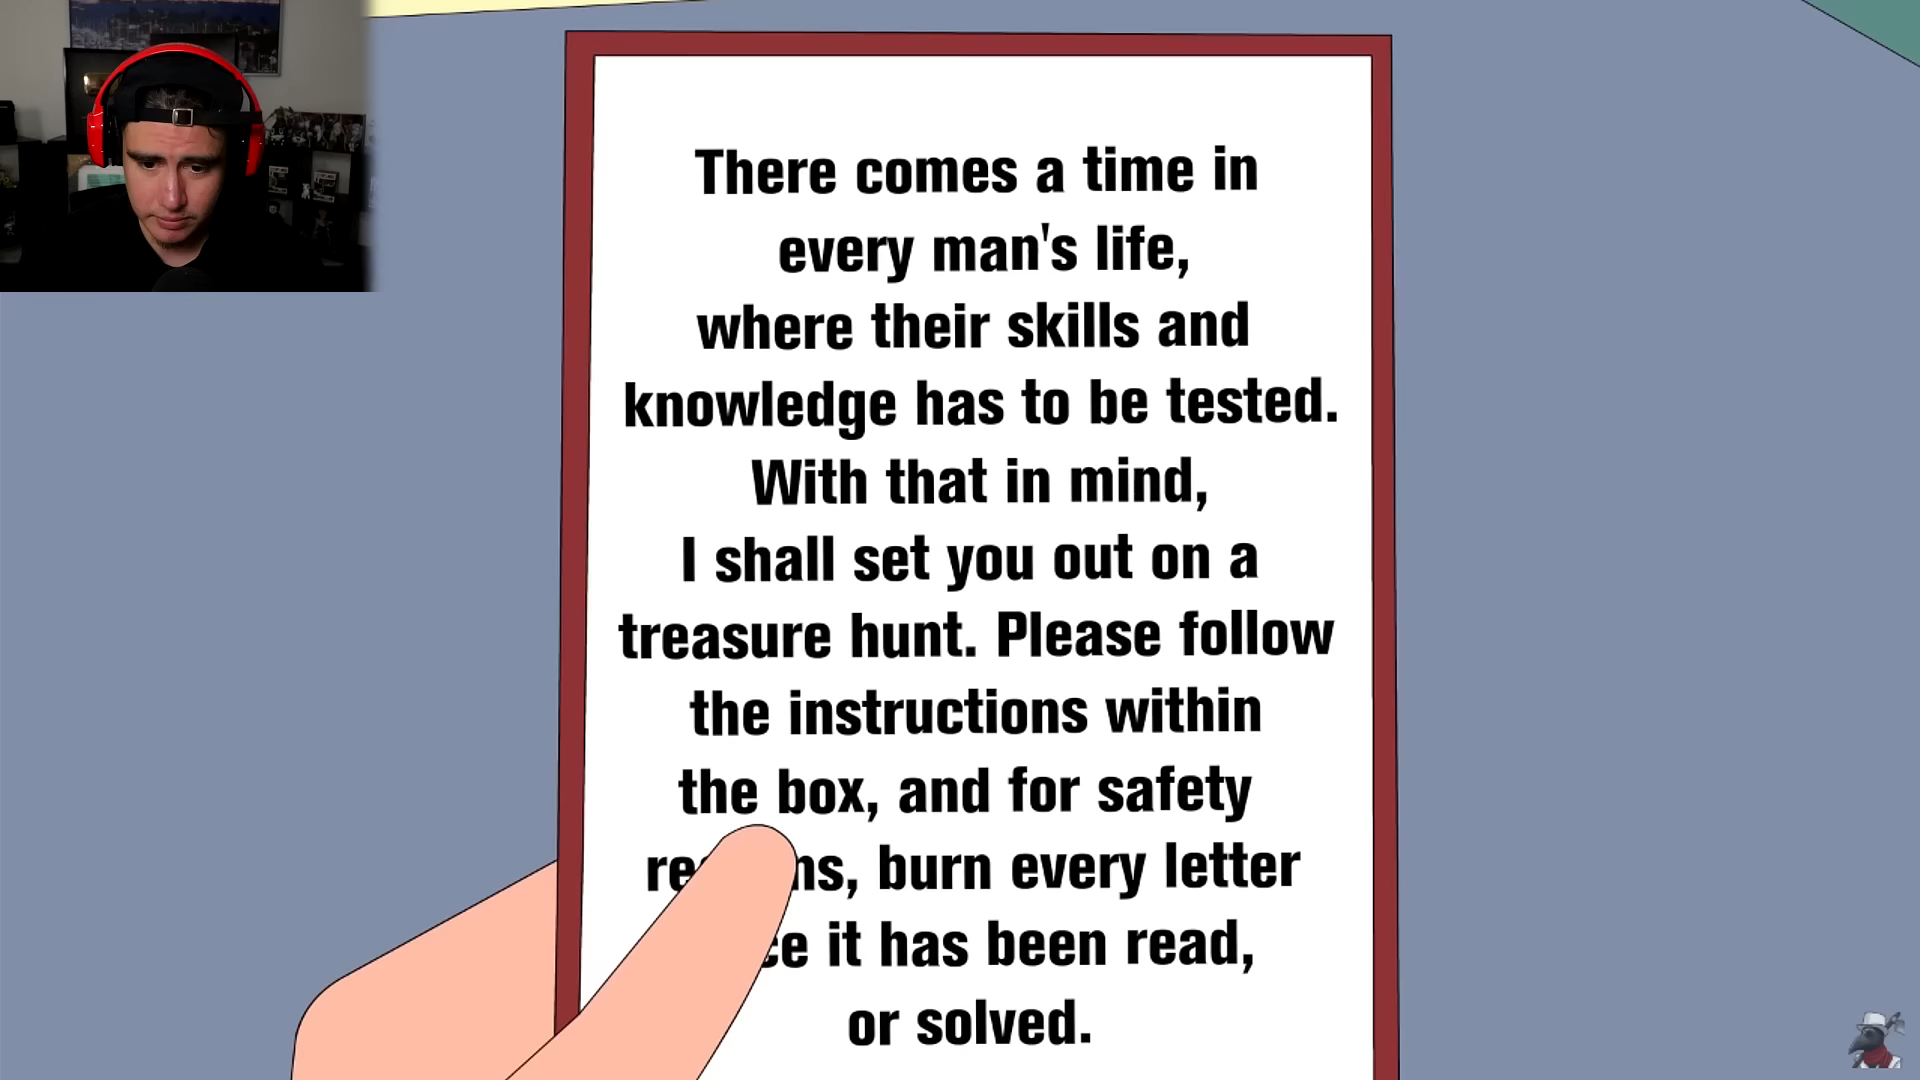 There comes a time in
every man's life,
where their skills and
knowledge has to be tested.
With that in mind,
I shall set you out on a
treasure hunt. Please follow
the instructions within
the box, and for safety
burn every letter
it has been read,
or solved.